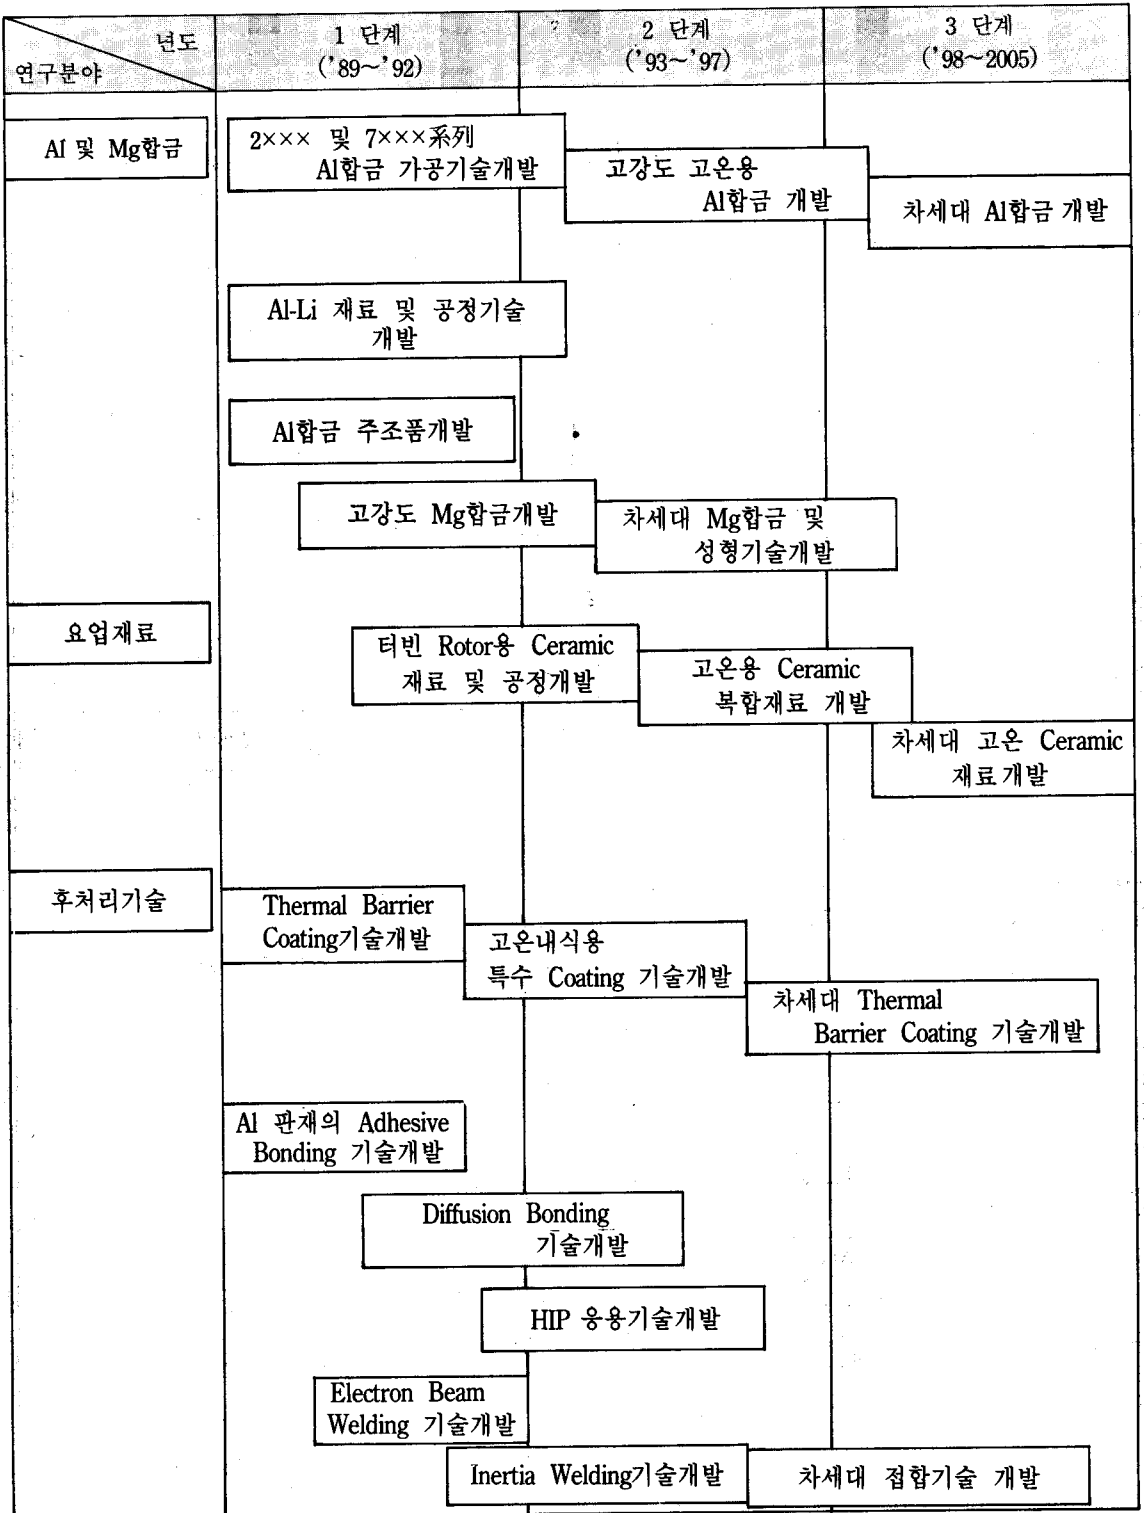 년도
연구분야
1 단계
('89~'92)
2 단계
('93~'97)
3 단계
('98~2005)
Al 및 Mg합금
2××× 및 7×××系列
Al합금 가공기술개발
고강도 고온용
Al합금 개발
차세대 Al합금 개발
Al-Li 재료 및 공정기술
개발
Al합금 주조품개발
고강도 Mg합금개발
차세대 Mg합금 및
성형기술개발
요업재료
터빈 Rotor용 Ceramic
재료 및 공정개발
고온용 Ceramic
복합재료 개발
차세대 고온 Ceramic
재료개발
후처리기술
Thermal Barrier
Coating기술개발
고온내식용
특수 Coating 기술개발
차세대 Thermal
Barrier Coating 기술개발
Al 판재의 Adhesive
Bonding 기술개발
Diffusion Bonding
기술개발
HIP 응용기술개발
Electron Beam
Welding 기술개발
Inertia Welding기술개발
차세대 접합기술 개발